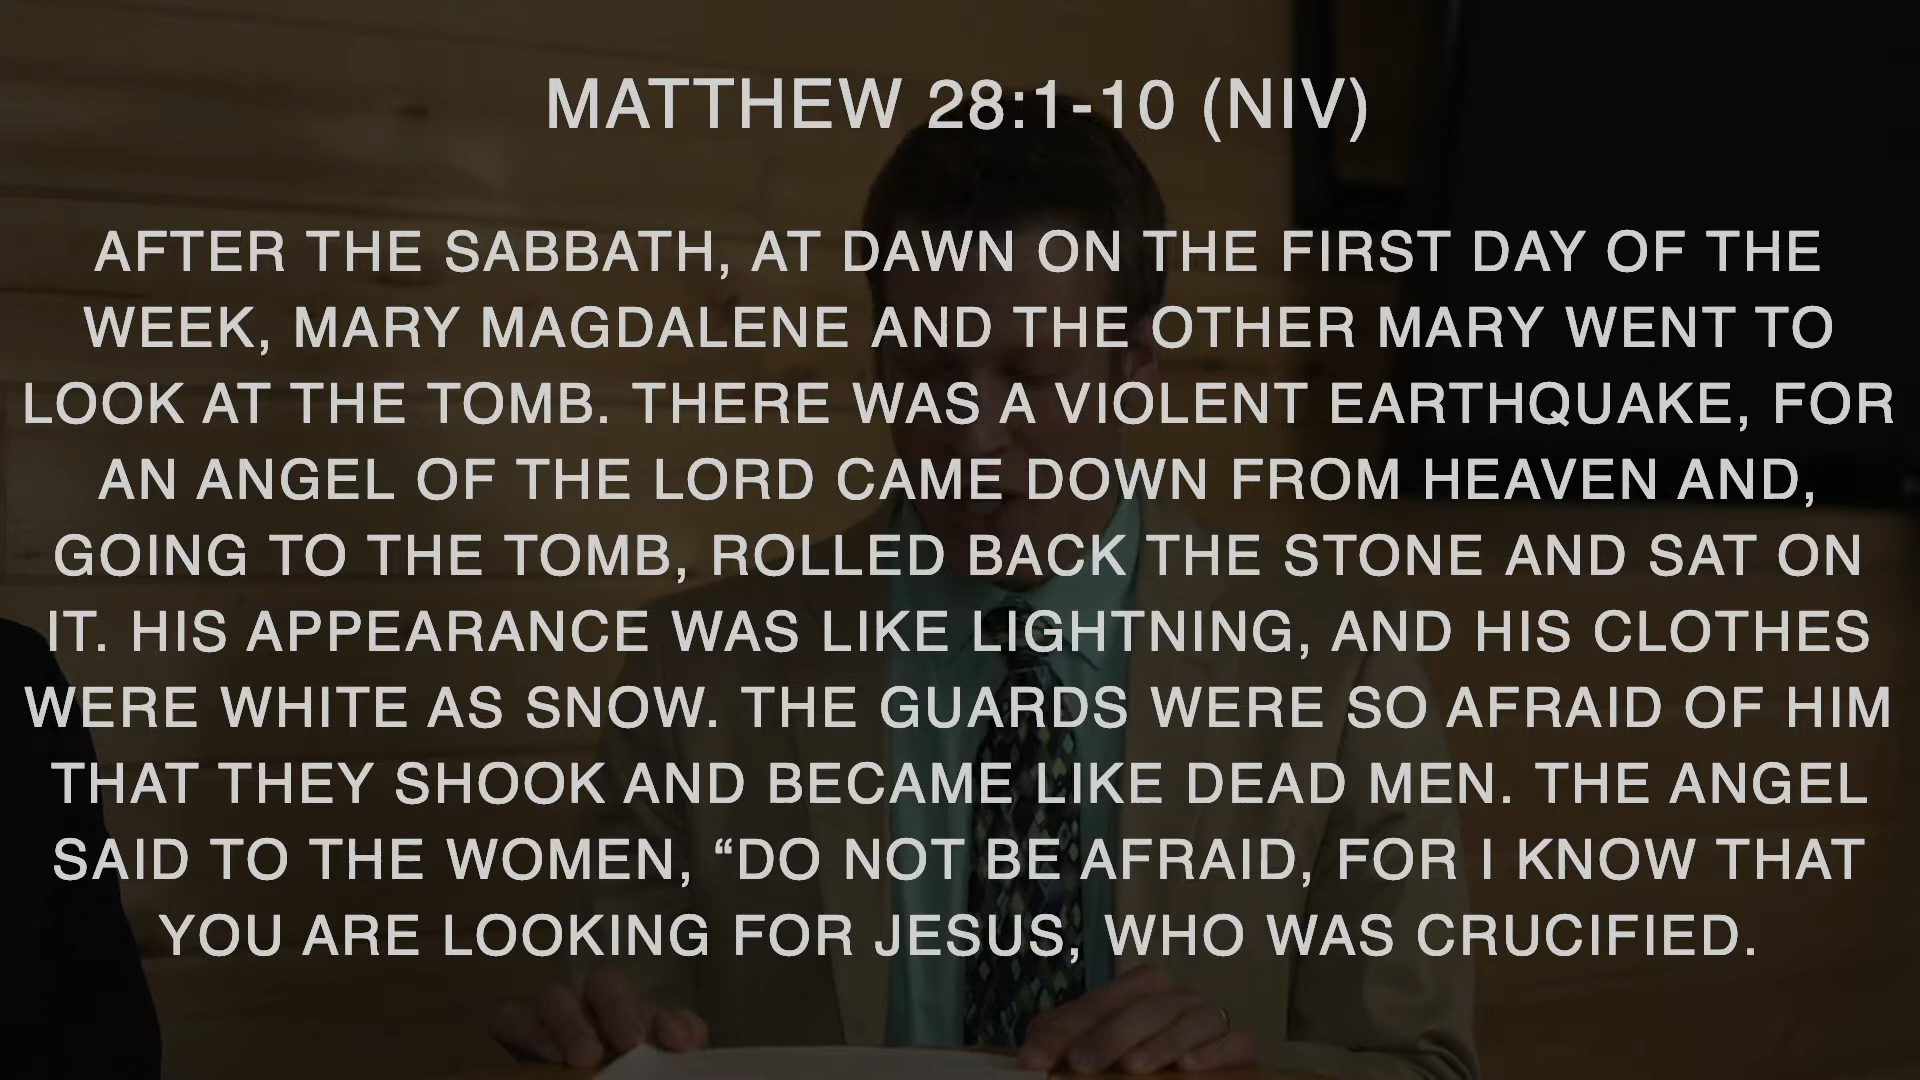 MATTHEW 28:1-10 (NIV)
AFTER THE SABBATH, AT DAWN ON THE FIRST DAY OF THE
WEEK, MARY MAGDALENE AND THE OTHER MARY WENT TO
LOOK AT THE TOMB. THERE WAS A VIOLENT EARTHQUAKE, FOR
AN ANGEL OF THE LORD CAME DOWN FROM HEAVEN AND,
GOING TO THE TOMB, ROLLED BACK THE STONE AND SAT ON
IT. HIS APPEARANCE WAS LIKE LIGHTNING, AND HIS CLOTHES
WERE WHITE AS SNOW. THE GUARDS WERE SO AFRAID OF HIM
THAT THEY SHOOK AND BECAME LIKE DEAD MEN. THE ANGEL
SAID TO THE WOMEN, “DO NOT BE AFRAID, FOR I KNOW THAT
YOU ARE LOOKING FOR JESUS, WHO WAS CRUCIFIED.